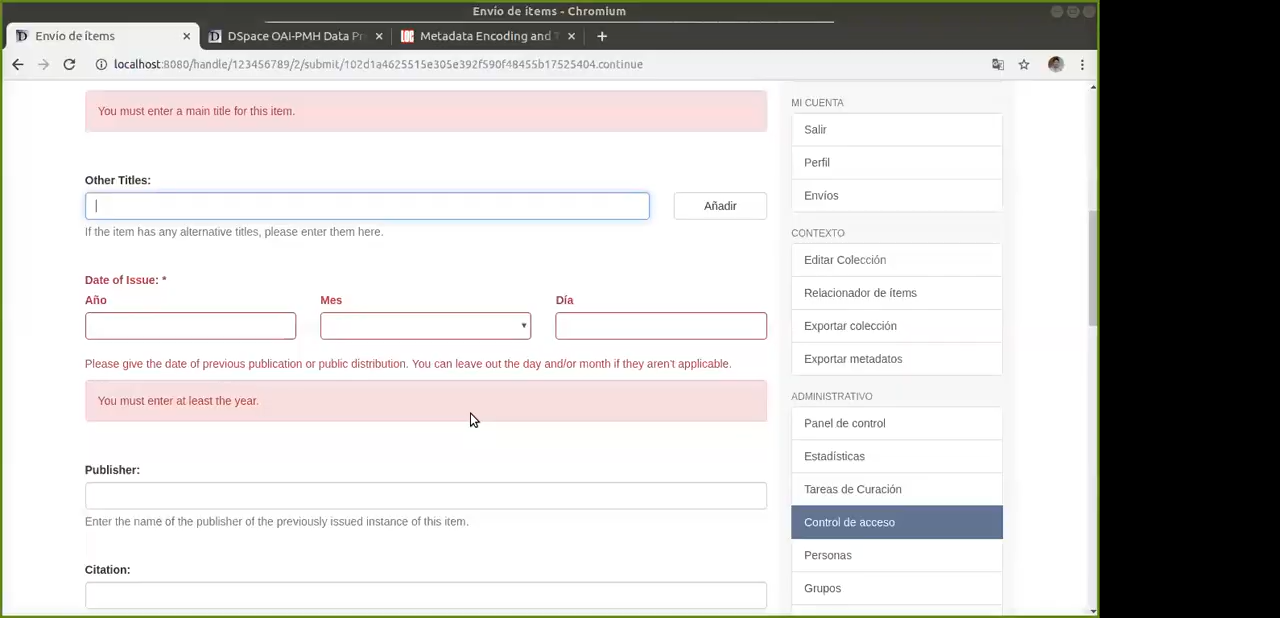 Envío de ítems - Chromium
Envío de ítems
DSpace OAI-PMH Data Pr
Metadata Encoding and T
localhost:8080/handle/123456789/2/submit/102d1a4625515e305e392f590f48455b17525404.continue
You must enter a main title for this item.
Other Titles:
Añadir
If the item has any alternative titles, please enter them here.
Date of Issue: *
Año
Mes
Día
Please give the date of previous publication or public distribution. You can leave out the day and/or month if they aren't applicable.
You must enter at least the year.
Publisher:
Enter the name of the publisher of the previously issued instance of this item.
Citation:
MI CUENTA
Salir
Perfil
Envíos
CONTEXTO
Editar Colección
Relacionador de ítems
Exportar colección
Exportar metadatos
ADMINISTRATIVO
Panel de control
Estadísticas
Tareas de Curación
Control de acceso
Personas
Grupos